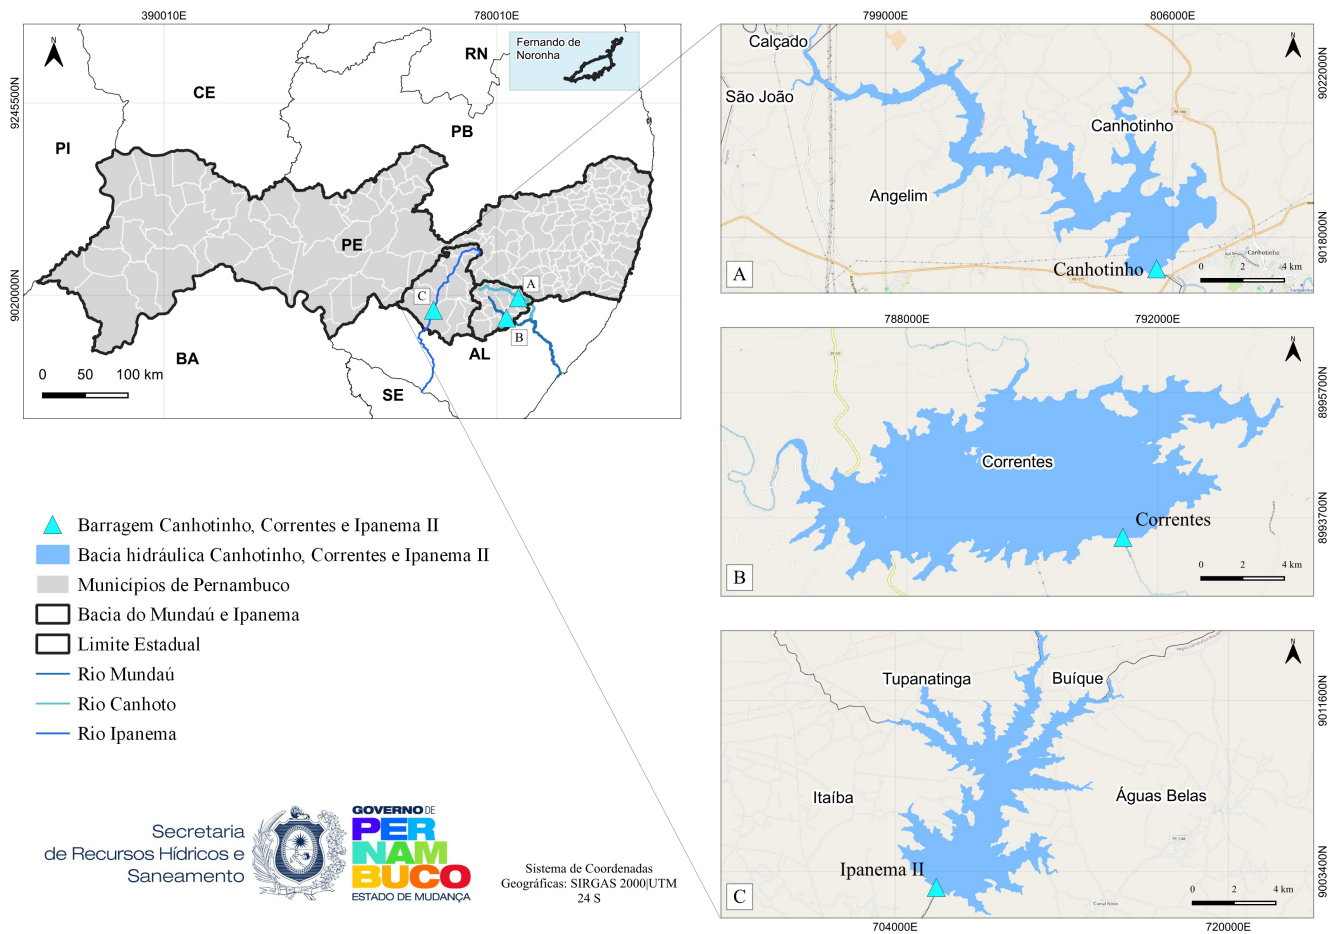 390010E
780010E
9245500N
9020000N
N
CE
RN
PB
PI
PE
BA
SE
AL
Fernando de
Noronha
A
B
C
0 50 100 km
799000E
806000E
9022000N
9018000N
N
Calçado
São João
Angelim
Canhotinho
Canhotinho
Canhotinho
A
0 2 4 km
788000E
792000E
8995700N
8993700N
N
Correntes
Correntes
B
0 2 4 km
N
Tupanatinga
Buíque
Itaíba
Águas Belas
Ipanema II
Curral Novo
C
0 2 4 km
9011600N
9003400N
704000E
720000E
Barragem Canhotinho, Correntes e Ipanema II
Bacia hidráulica Canhotinho, Correntes e Ipanema II
Municípios de Pernambuco
Bacia do Mundaú e Ipanema
Limite Estadual
Rio Mundaú
Rio Canhoto
Rio Ipanema
Secretaria
de Recursos Hídricos e
Saneamento
GOVERNO DE
PER
NAM
BUCO
ESTADO DE MUDANÇA
Sistema de Coordenadas
Geográficas: SIRGAS 2000|UTM
24 S